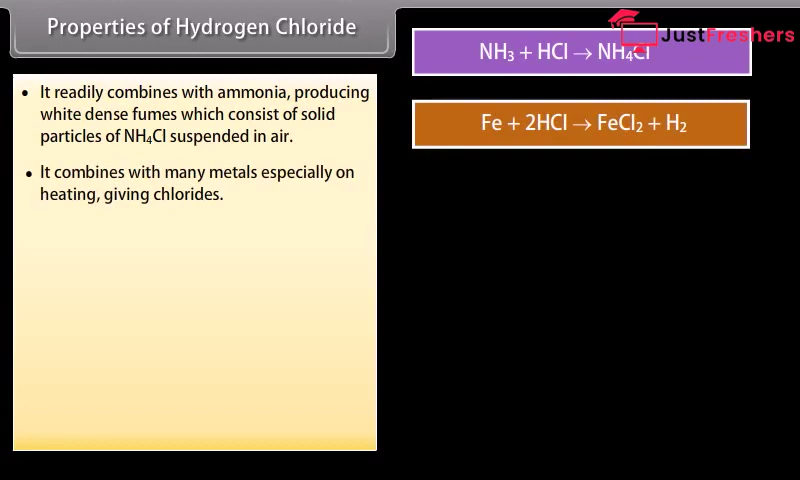 Properties of Hydrogen Chloride
JustFreshers
NH₃ + HCl → NH₄Cl
• It readily combines with ammonia, producing
white dense fumes which consist of solid
particles of NH₄Cl suspended in air.
Fe + 2HCl → FeCl₂ + H₂
• It combines with many metals especially on
heating, giving chlorides.